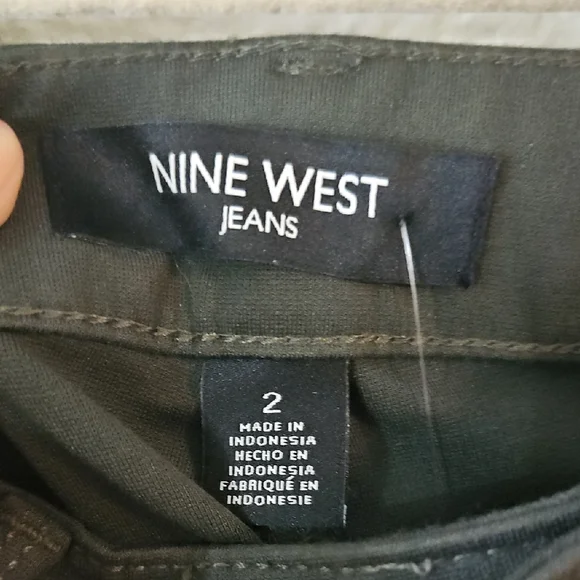 NINE WEST
JEANS
2
MADE IN
INDONESIA
HECHO EN
INDONESIA
FABRIQUÉ EN
INDONESIE